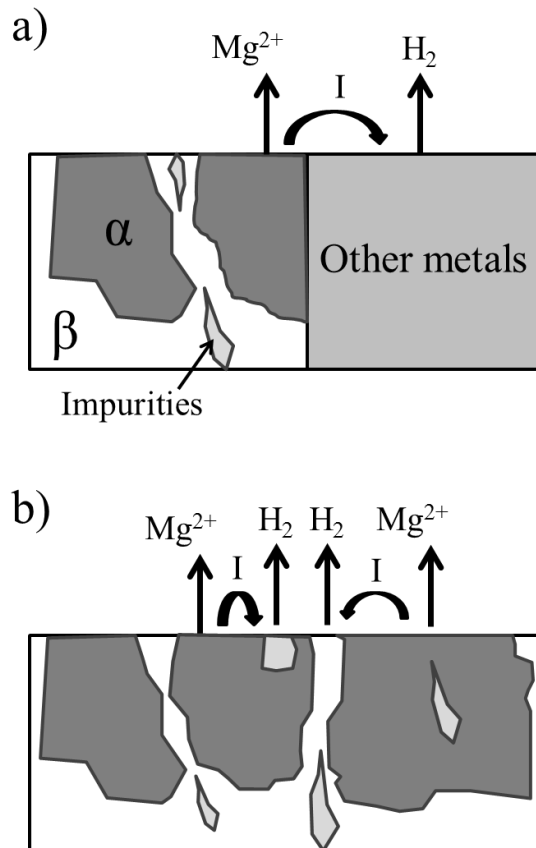 a)
Mg²⁺ H₂
I
α Other metals
β
Impurities
b)
Mg²⁺ H₂ H₂ Mg²⁺
I I